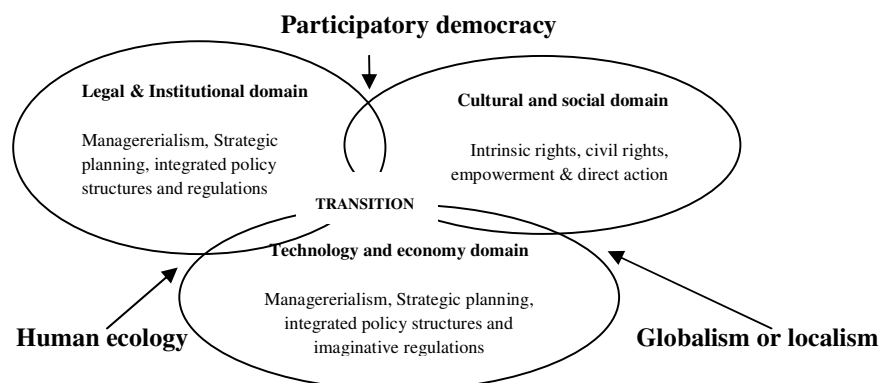 Participatory democracy
Legal & Institutional domain
Managererialism, Strategic
planning, integrated policy
structures and regulations
Cultural and social domain
Intrinsic rights, civil rights,
empowerment & direct action
TRANSITION
Technology and economy domain
Managererialism, Strategic planning,
integrated policy structures and
imaginative regulations
Human ecology
Globalism or localism